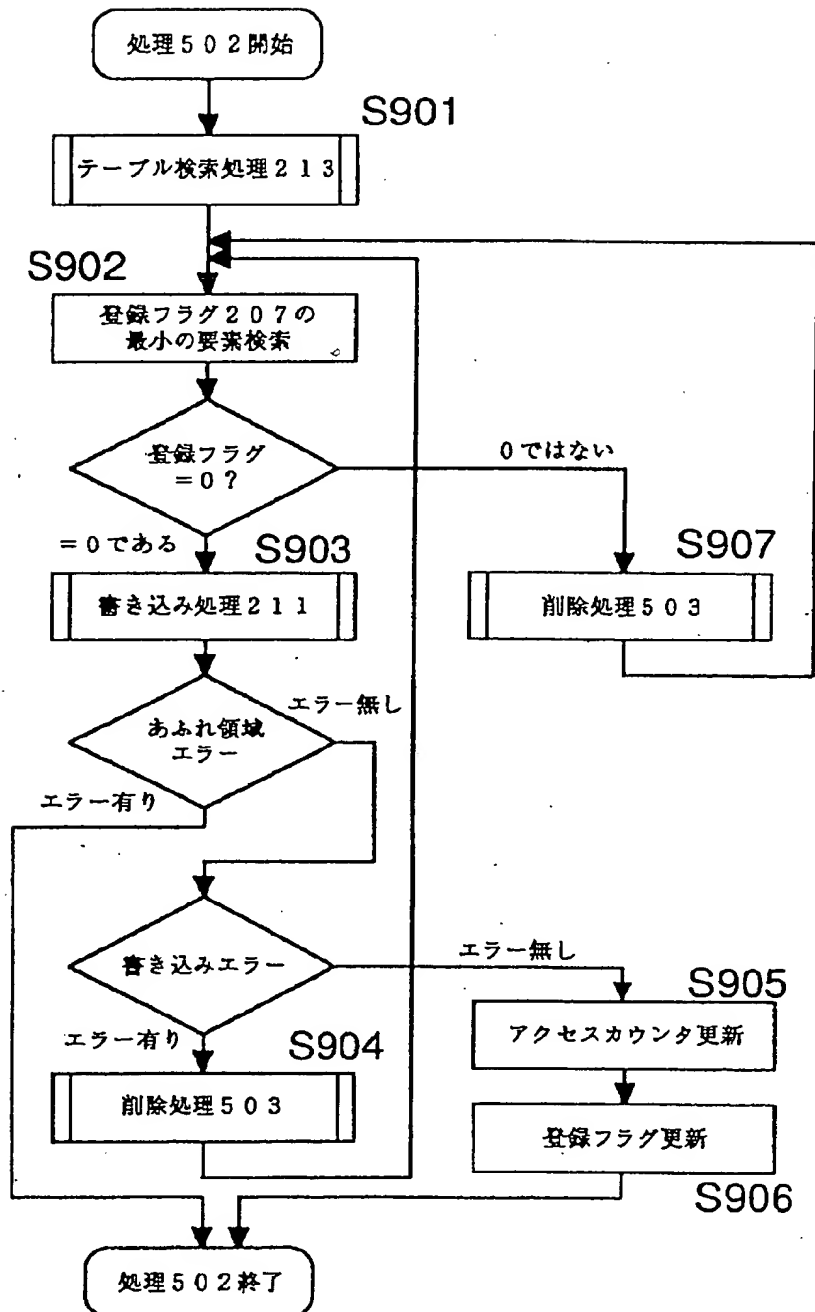 処理５０２開始
S901
テーブル検索処理２１３
S902
登録フラグ２０７の
最小の要素検索
登録フラグ
＝０？
０ではない
＝０である
S903
S907
書き込み処理２１１
削除処理５０３
エラー無し
あふれ領域
エラー
エラー有り
書き込みエラー
エラー無し
S905
エラー有り
S904
アクセスカウンタ更新
削除処理５０３
登録フラグ更新
S906
処理５０２終了